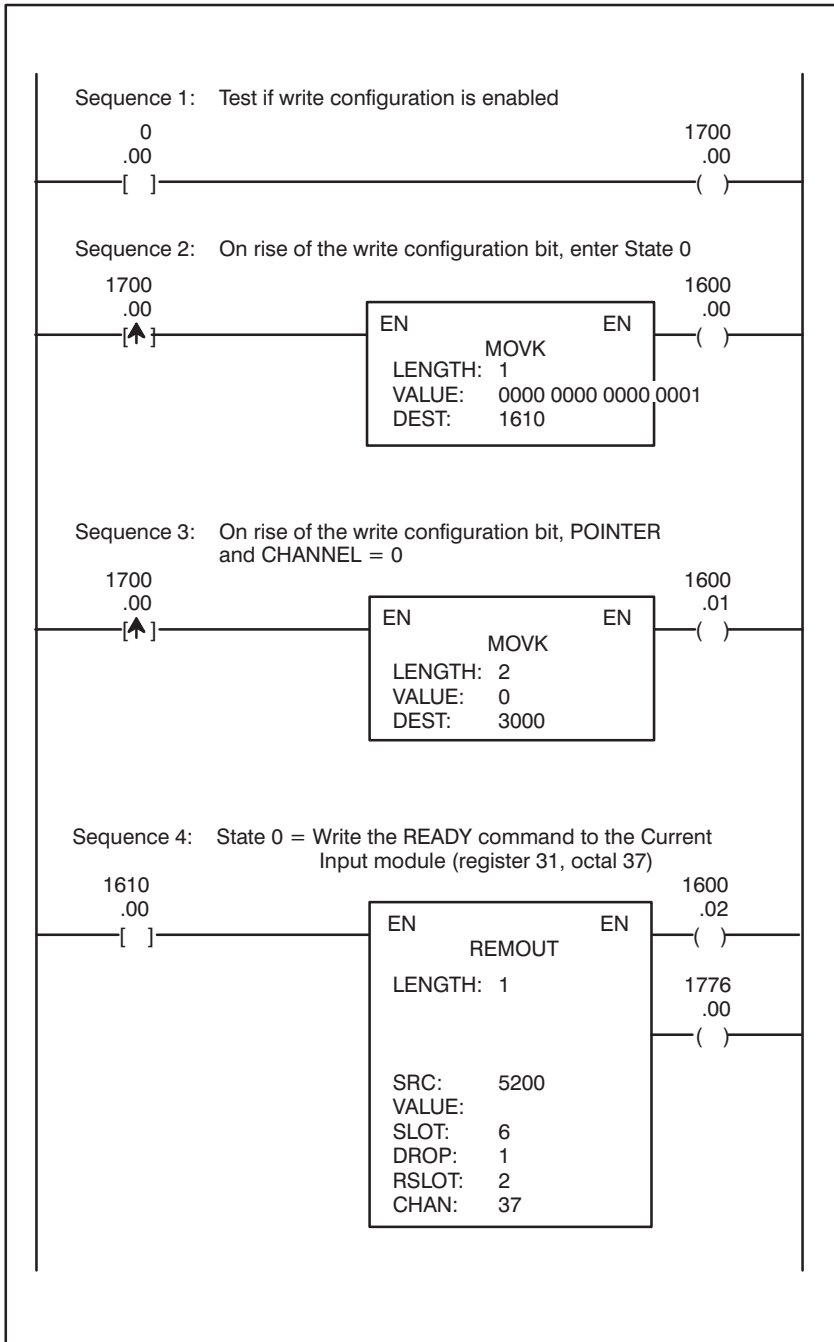 Sequence 1: Test if write configuration is enabled
0 1700
.00 .00
[ ] ( )
Sequence 2: On rise of the write configuration bit, enter State 0
1700 1600
.00 .00
[↑] EN EN ( )
MOVK
LENGTH: 1
VALUE: 0000 0000 0000 0001
DEST: 1610
Sequence 3: On rise of the write configuration bit, POINTER
and CHANNEL = 0
1700 1600
.00 .01
[↑] EN EN ( )
MOVK
LENGTH: 2
VALUE: 0
DEST: 3000
Sequence 4: State 0 = Write the READY command to the Current
Input module (register 31, octal 37)
1610 1600
.00 .02
[ ] EN EN ( )
REMOUT
LENGTH: 1 1776
.00
( )
SRC: 5200
VALUE:
SLOT: 6
DROP: 1
RSLOT: 2
CHAN: 37